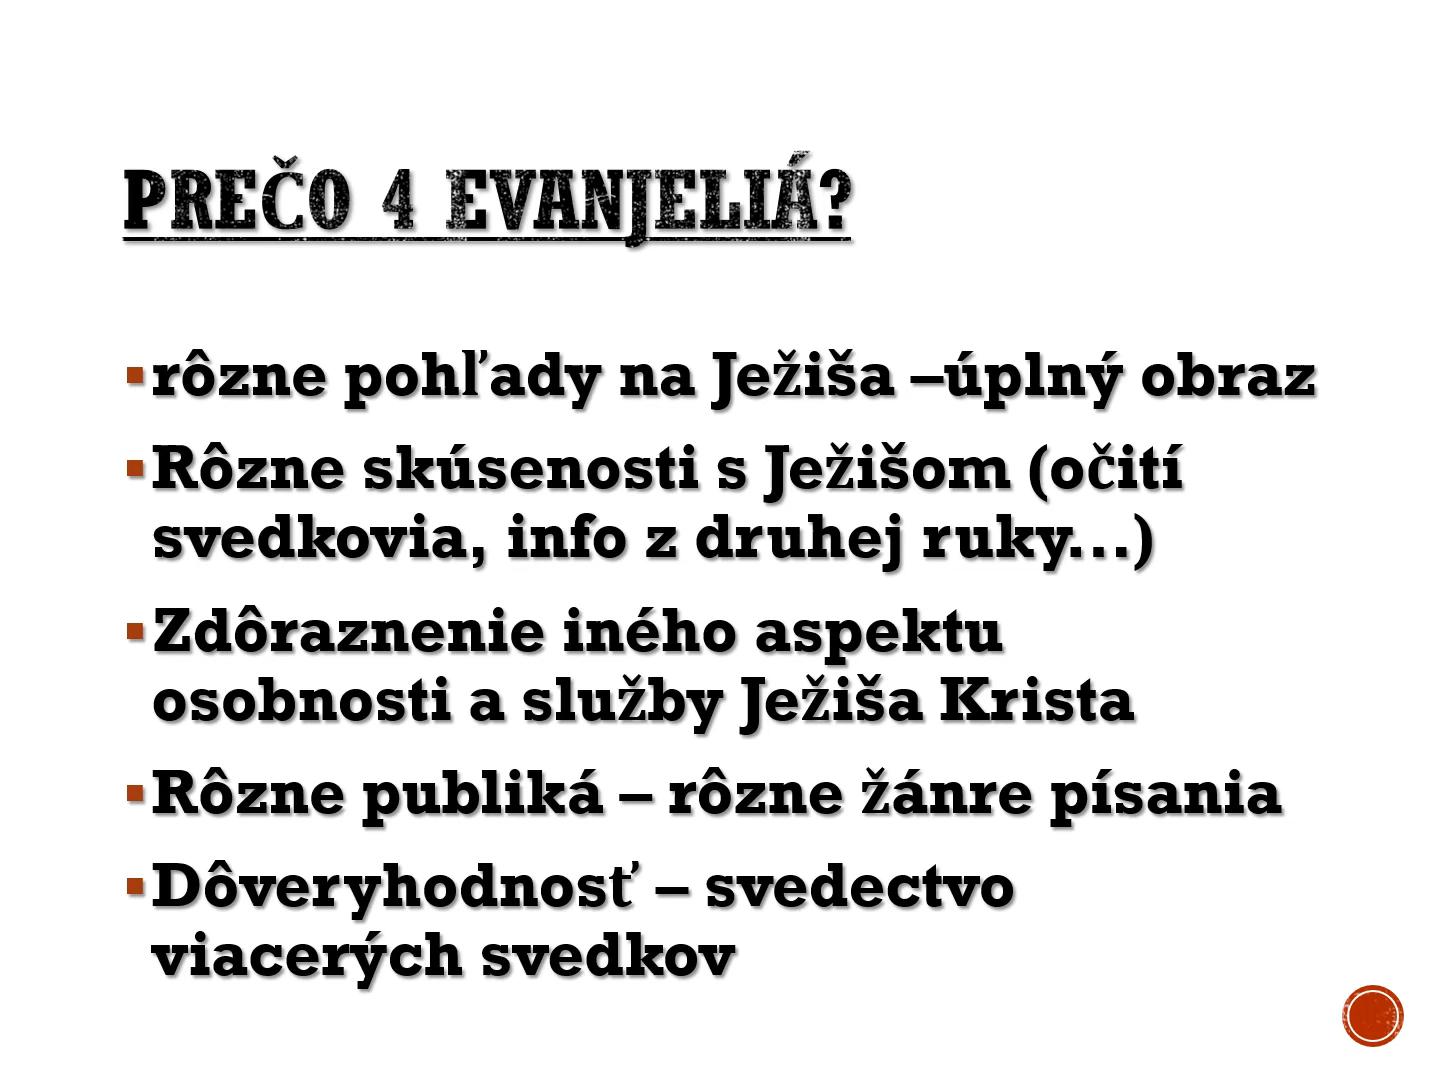 PREČO 4 EVANJELIÁ?
▪rôzne pohľady na Ježiša –úplný obraz
▪Rôzne skúsenosti s Ježišom (očití
svedkovia, info z druhej ruky…)
▪Zdôraznenie iného aspektu
osobnosti a služby Ježiša Krista
▪Rôzne publiká – rôzne žánre písania
▪Dôveryhodnosť – svedectvo
viacerých svedkov